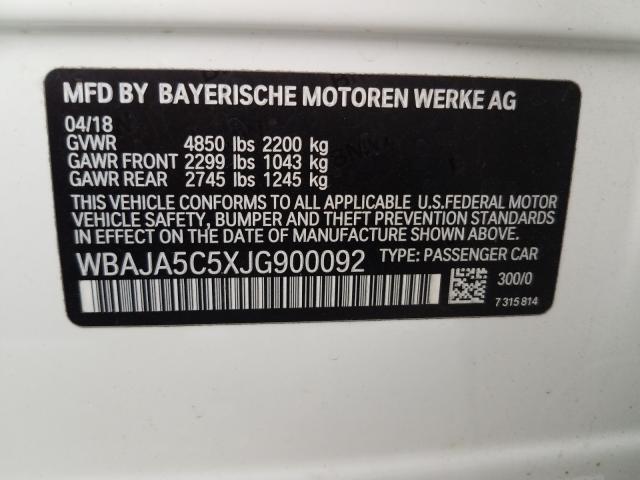 MFD BY BAYERISCHE MOTOREN WERKE AG
04/18
GVWR 4850 lbs 2200 kg
GAWR FRONT 2299 lbs 1043 kg
GAWR REAR 2745 lbs 1245 kg
THIS VEHICLE CONFORMS TO ALL APPLICABLE U.S.FEDERAL MOTOR
VEHICLE SAFETY, BUMPER AND THEFT PREVENTION STANDARDS
IN EFFECT ON THE DATE OF MANUFACTURE SHOWN ABOVE.
WBAJA5C5XJG900092 TYPE: PASSENGER CAR
300/0
7 315 814